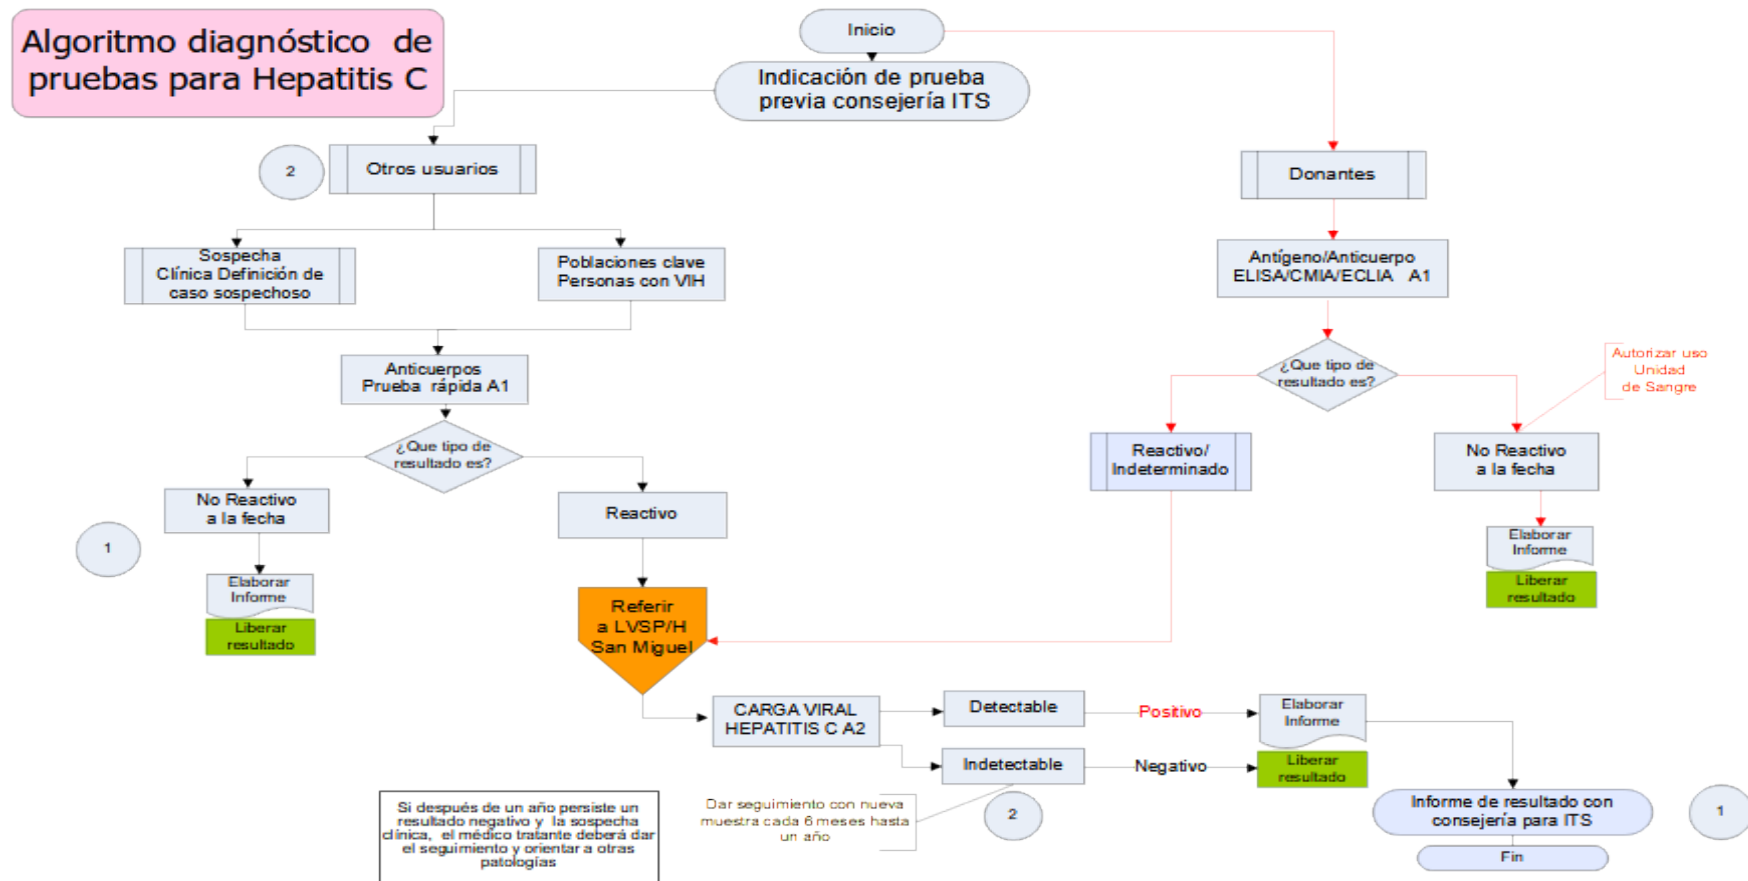 Algoritmo diagnóstico de
pruebas para Hepatitis C
Inicio
Indicación de prueba
previa consejería ITS
2
Otros usuarios
Donantes
Sospecha
Clínica Definición de
caso sospechoso
Poblaciones clave
Personas con VIH
Antígeno/Anticuerpo
ELISA/CMIA/ECLIA A1
Anticuerpos
Prueba rápida A1
¿Que tipo de
resultado es?
Autorizar uso
Unidad
de Sangre
¿Que tipo de
resultado es?
No Reactivo
a la fecha
Reactivo
Reactivo/
Indeterminado
No Reactivo
a la fecha
1
Elaborar
Informe
Liberar
resultado
Elaborar
Informe
Liberar
resultado
Referir
a LVSP/H
San Miguel
CARGA VIRAL
HEPATITIS C A2
Detectable
Positivo
Elaborar
Informe
Indetectable
Negativo
Liberar
resultado
Si después de un año persiste un
resultado negativo y la sospecha
clínica, el médico tratante deberá dar
el seguimiento y orientar a otras
patologías
Dar seguimiento con nueva
muestra cada 6 meses hasta
un año
2
Informe de resultado con
consejería para ITS
1
Fin